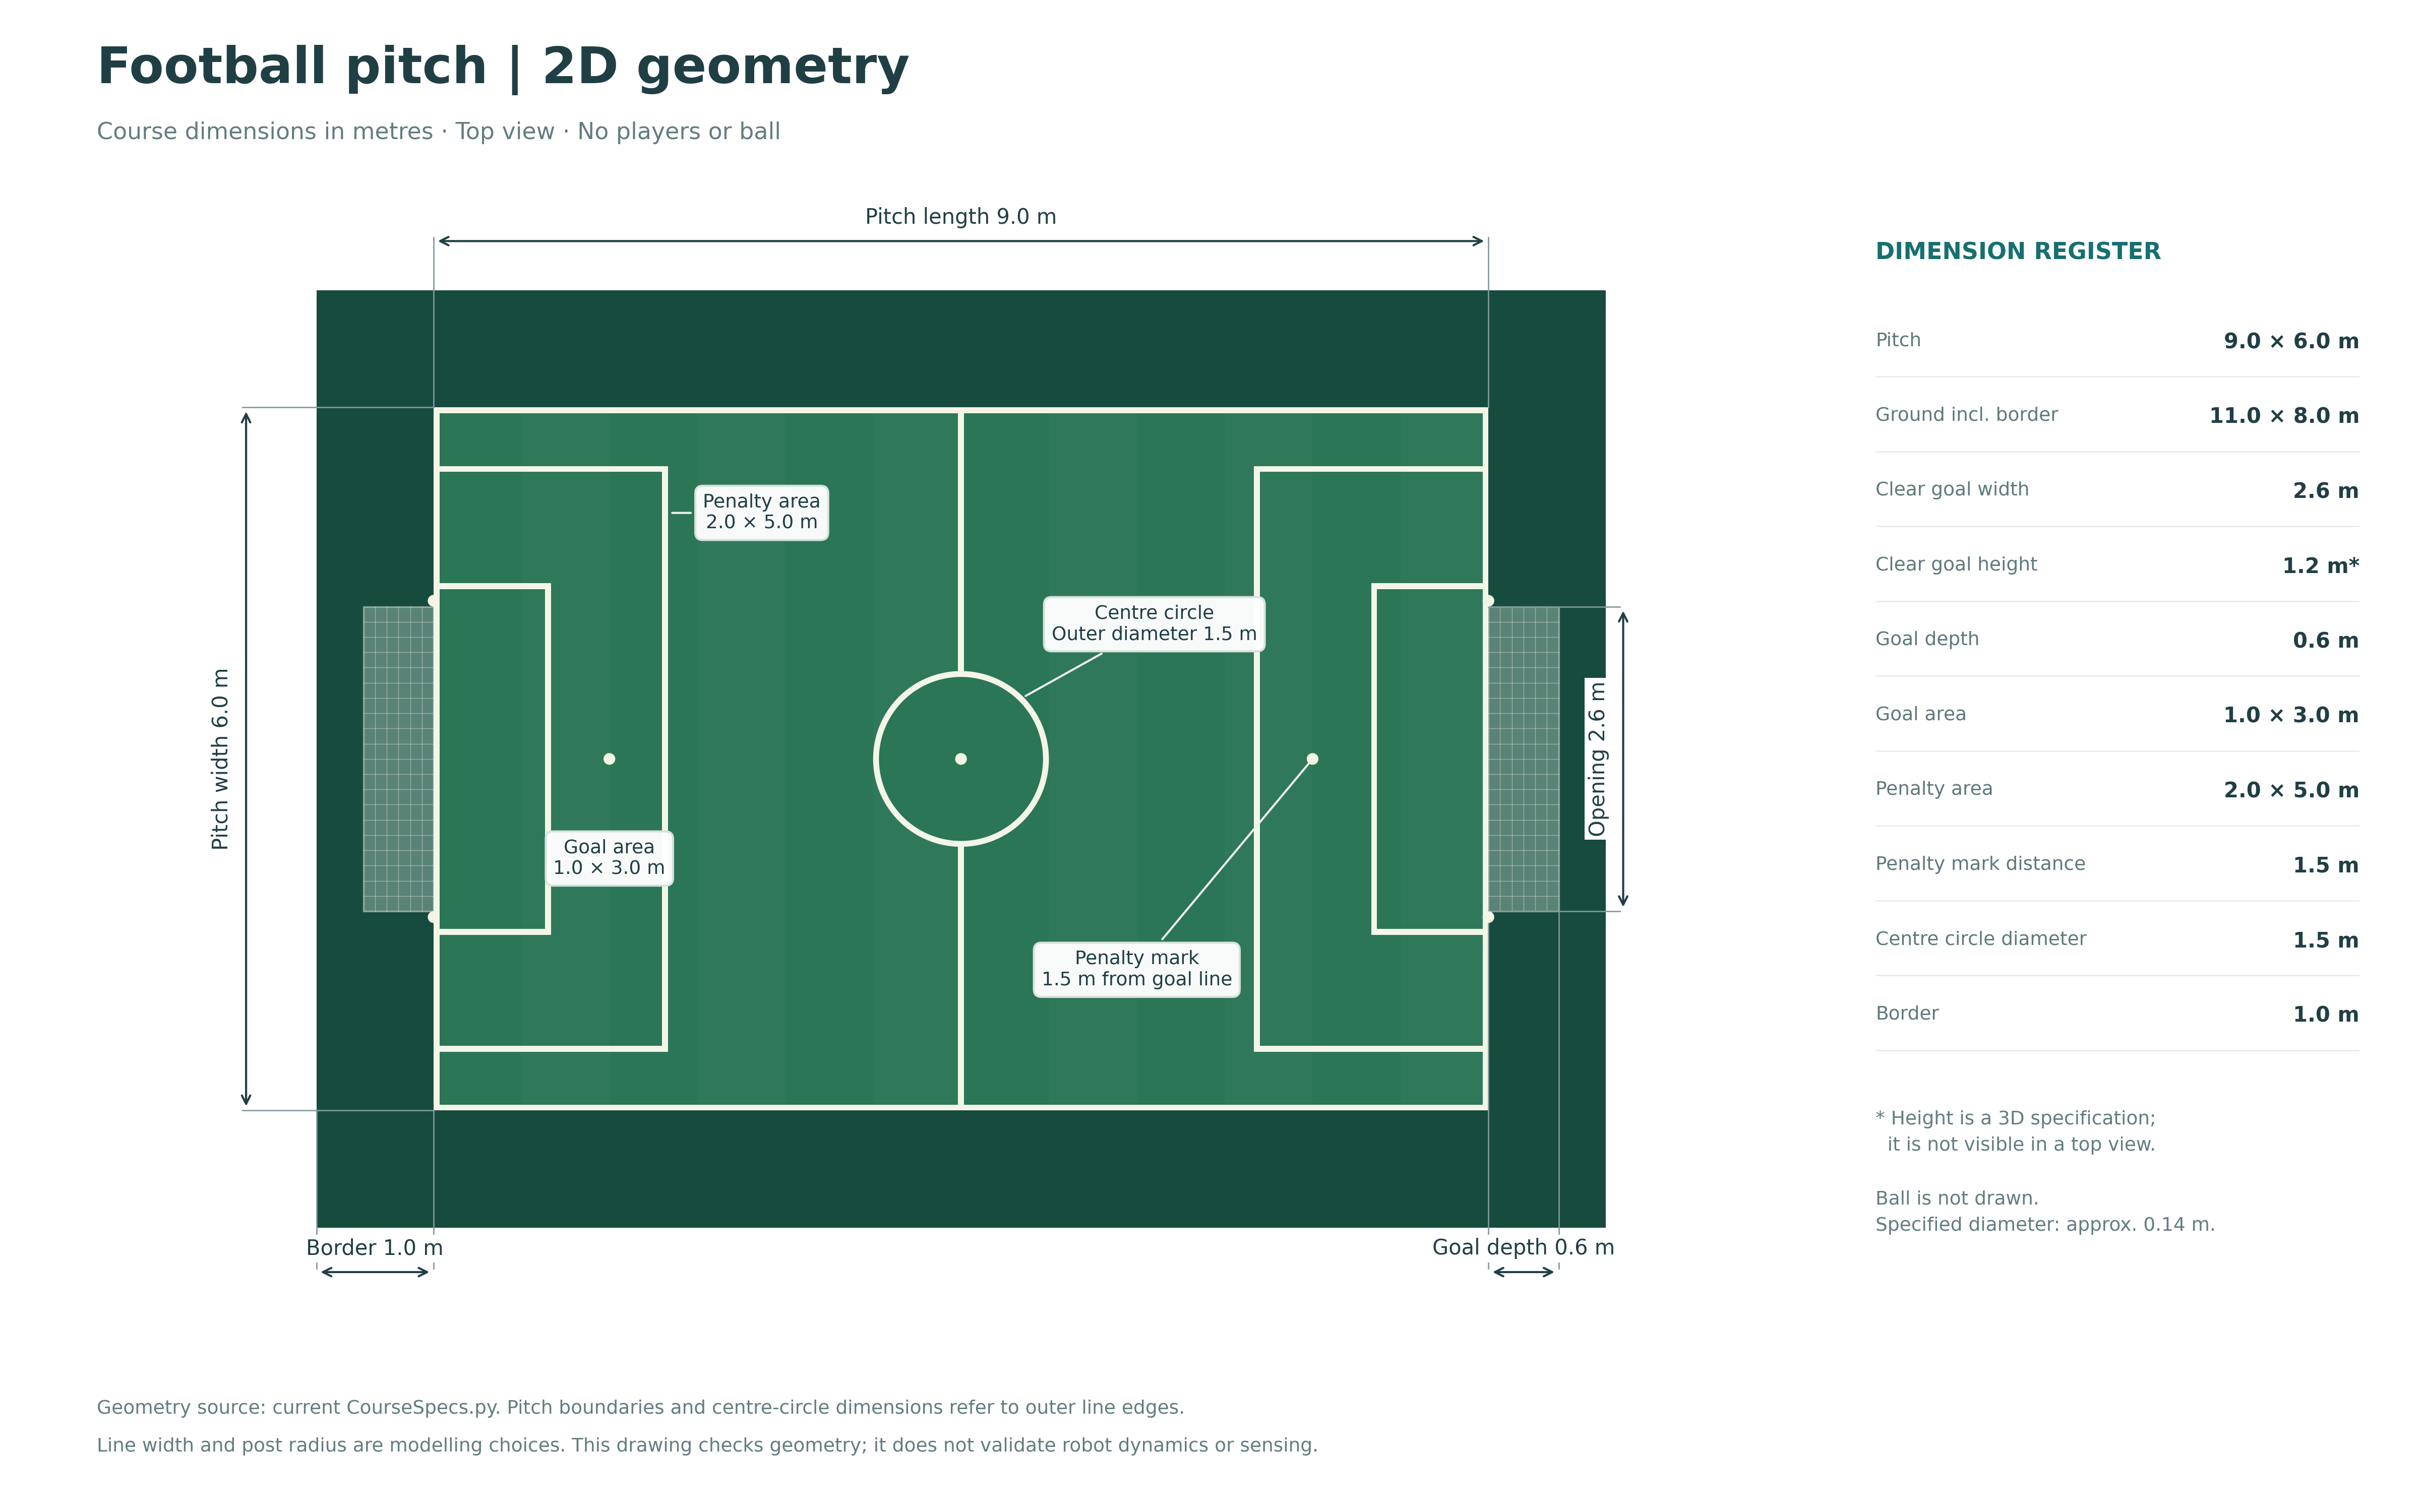 Football pitch | 2D geometry
Course dimensions in metres · Top view · No players or ball
Pitch length 9.0 m
Pitch width 6.0 m
Penalty area
2.0 × 5.0 m
Centre circle
Outer diameter 1.5 m
Goal area
1.0 × 3.0 m
Penalty mark
1.5 m from goal line
Opening 2.6 m
Border 1.0 m
Goal depth 0.6 m
DIMENSION REGISTER
Pitch 9.0 × 6.0 m
Ground incl. border 11.0 × 8.0 m
Clear goal width 2.6 m
Clear goal height 1.2 m*
Goal depth 0.6 m
Goal area 1.0 × 3.0 m
Penalty area 2.0 × 5.0 m
Penalty mark distance 1.5 m
Centre circle diameter 1.5 m
Border 1.0 m
* Height is a 3D specification;
it is not visible in a top view.
Ball is not drawn.
Specified diameter: approx. 0.14 m.
Geometry source: current CourseSpecs.py. Pitch boundaries and centre-circle dimensions refer to outer line edges.
Line width and post radius are modelling choices. This drawing checks geometry; it does not validate robot dynamics or sensing.